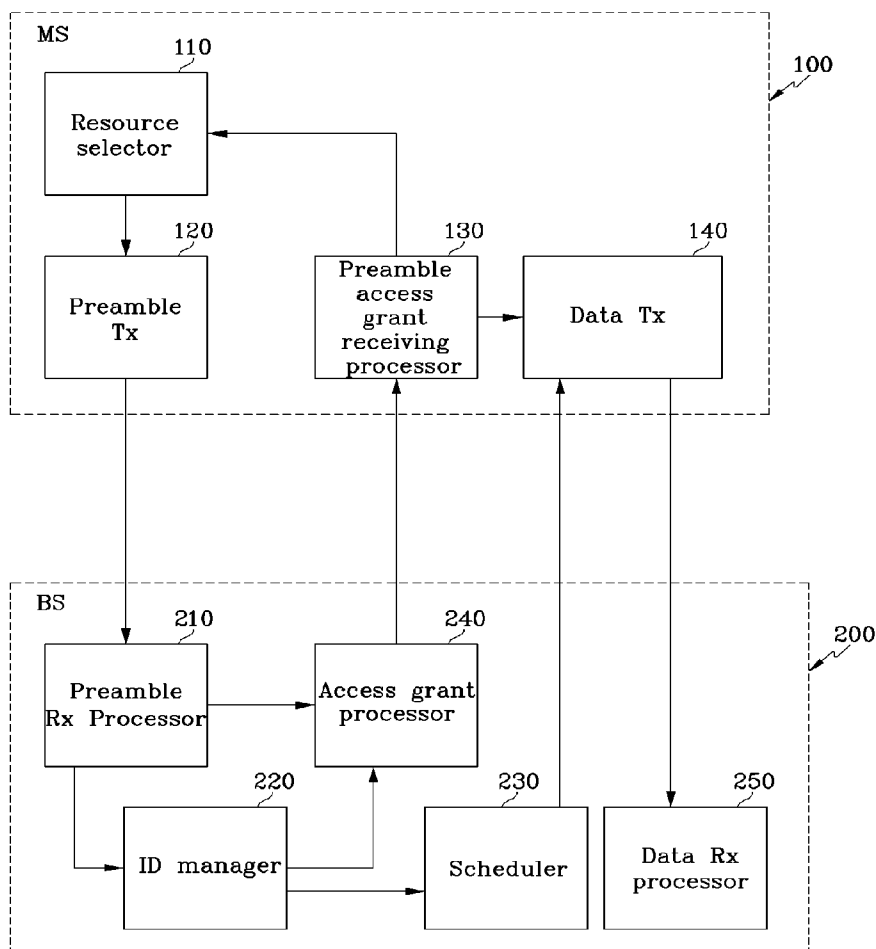 MS
110
100
Resource
selector
120
130
140
Preamble
Tx
Preamble
access
grant
receiving
processor
Data Tx
BS
210
240
200
Preamble
Rx Processor
Access grant
processor
220
230
250
ID manager
Scheduler
Data Rx
processor